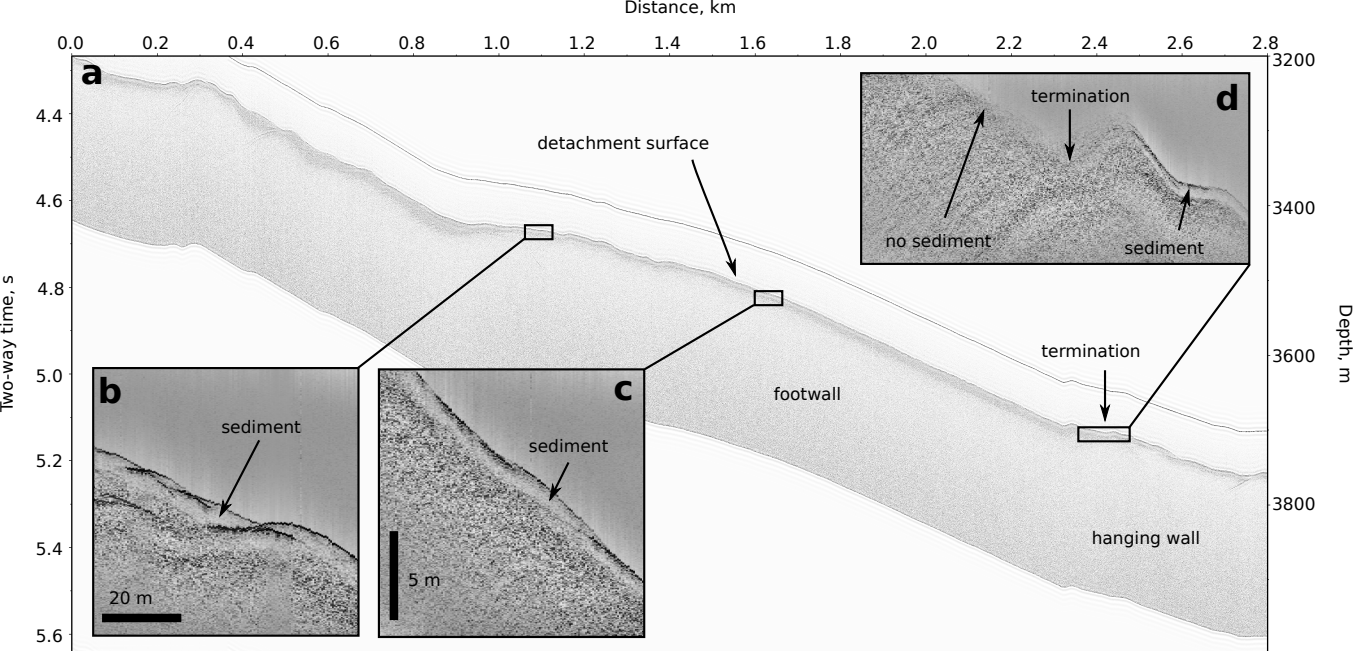 Distance, km
0.0 0.2 0.4 0.6 0.8 1.0 1.2 1.4 1.6 1.8 2.0 2.2 2.4 2.6 2.8
Two-way time, s
4.4
4.6
4.8
5.0
5.2
5.4
5.6
Depth, m
3200
3400
3600
3800
a
detachment surface
termination
footwall
hanging wall
b
sediment
20 m
c
sediment
5 m
d
termination
no sediment
sediment